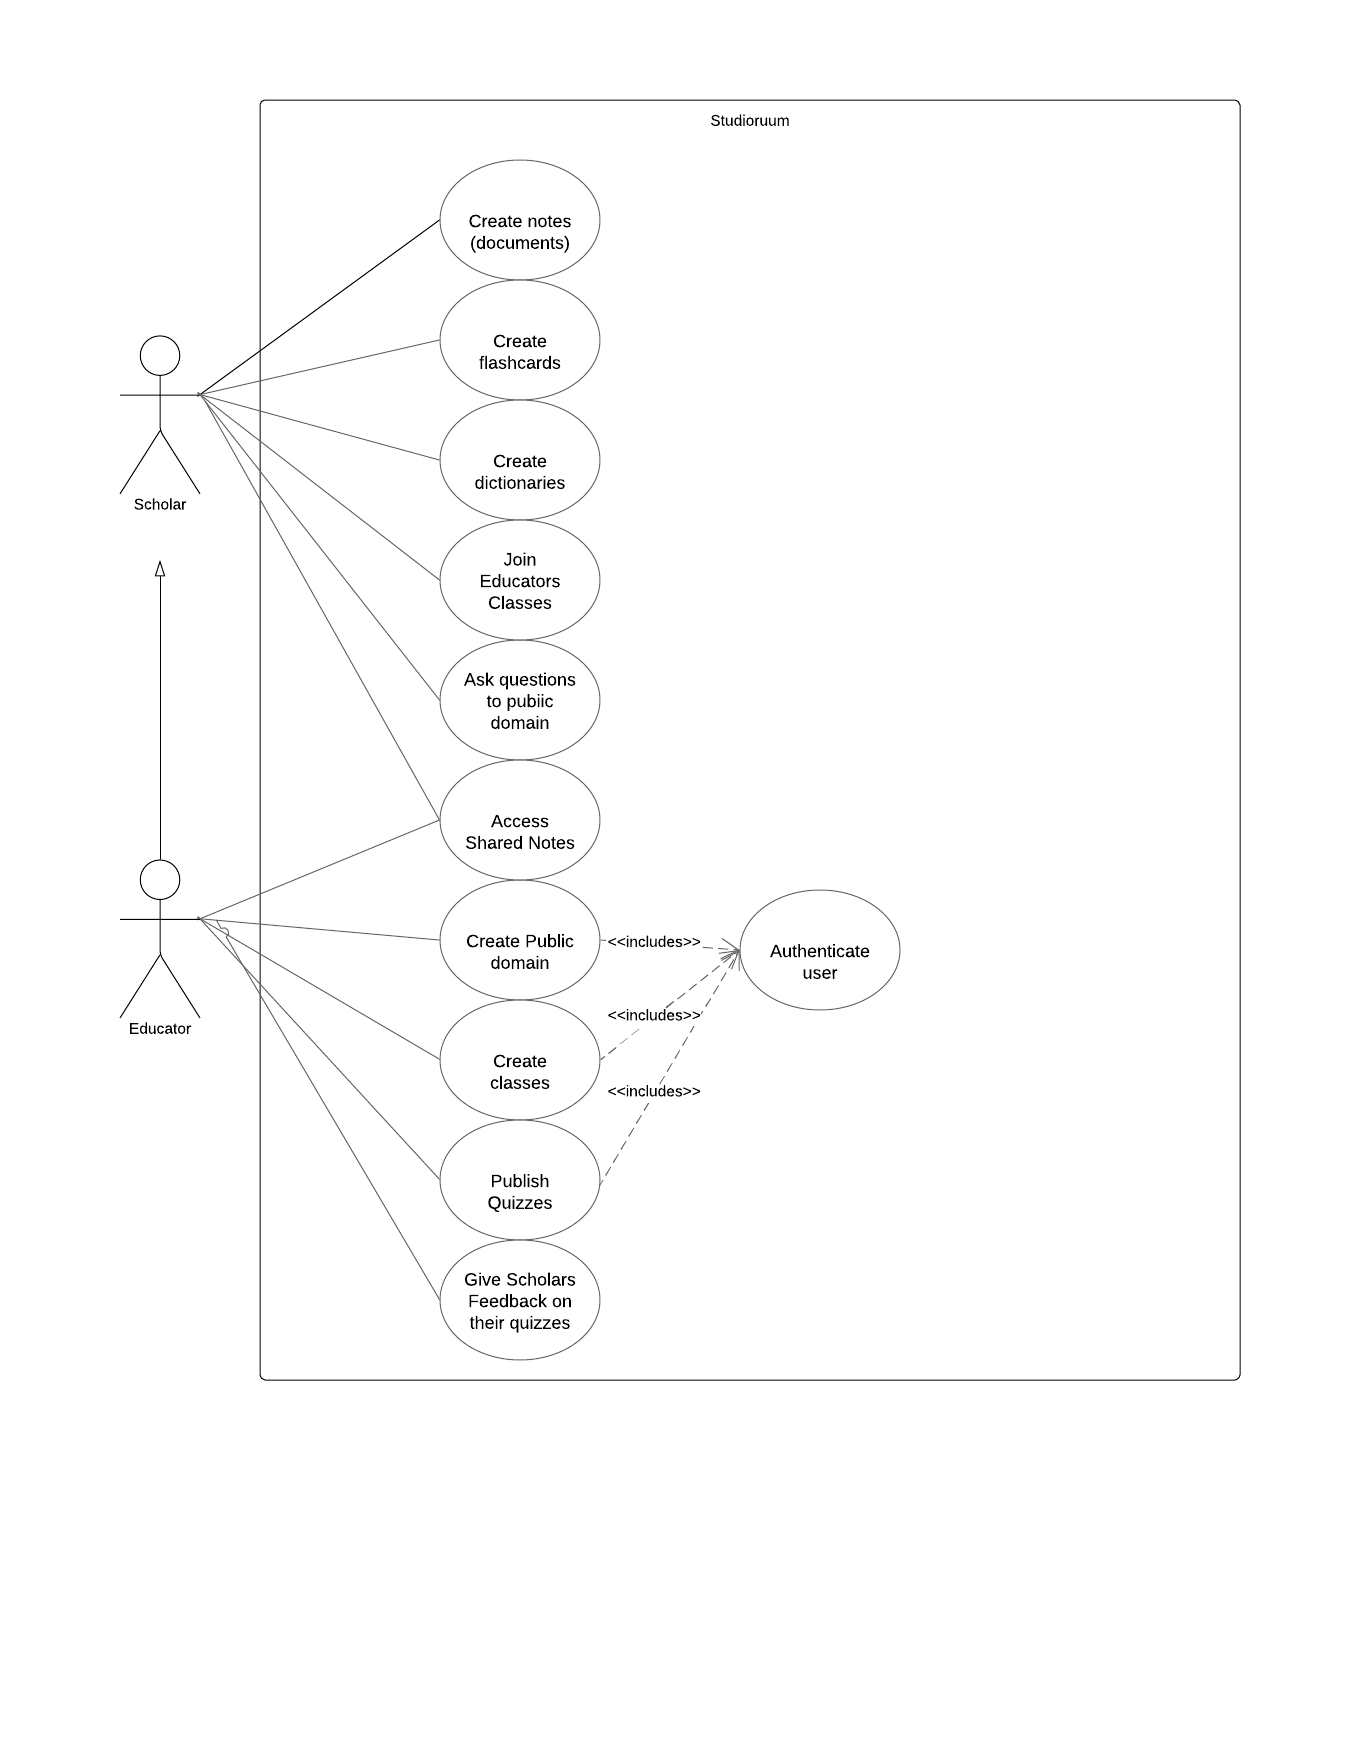 Studioruum
Create notes
(documents)
Create
flashcards
Create
dictionaries
Scholar
Join
Educators
Classes
Ask questions
to pubiic
domain
Access
Shared Notes
Create Public
domain
<<includes>>
Authenticate
user
Educator
<<includes>>
Create
classes
<<includes>>
Publish
Quizzes
Give Scholars
Feedback on
their quizzes